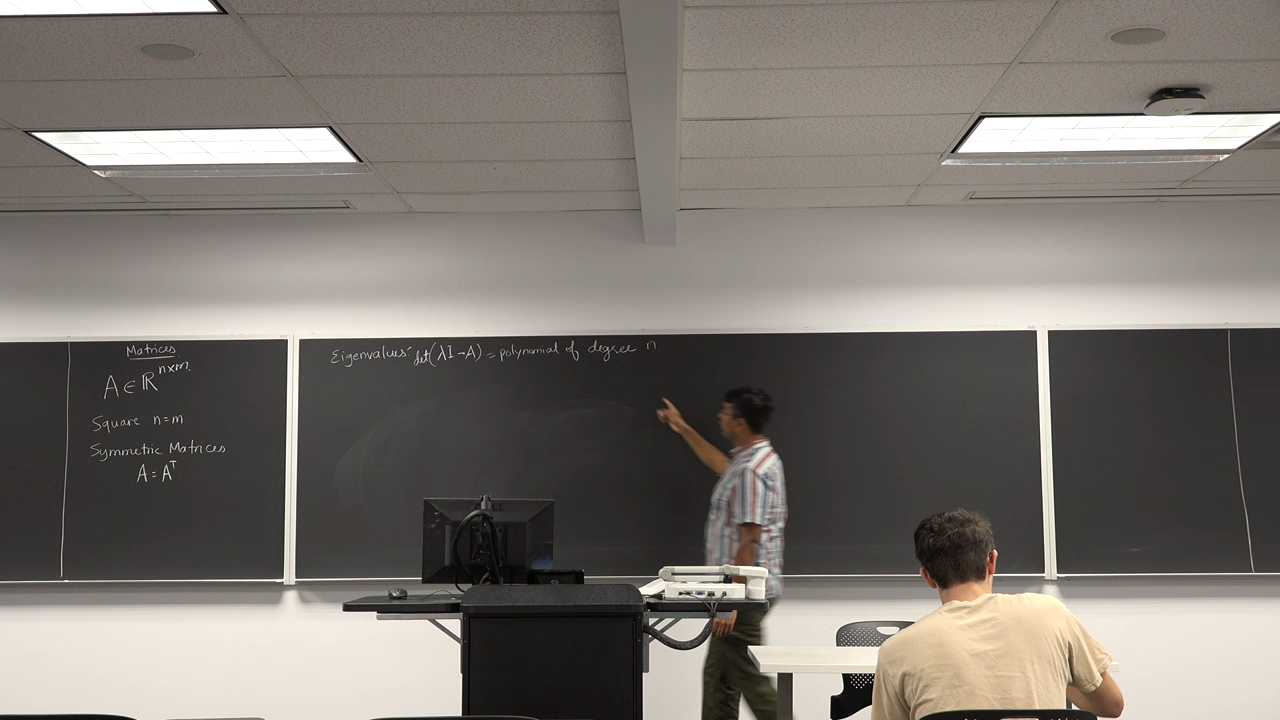 Matrices
A ∈ ℝ^{n×m}.
Square n=m
Symmetric Matrices
A = A^T
Eigenvalues: det(λI-A) = polynomial of degree n